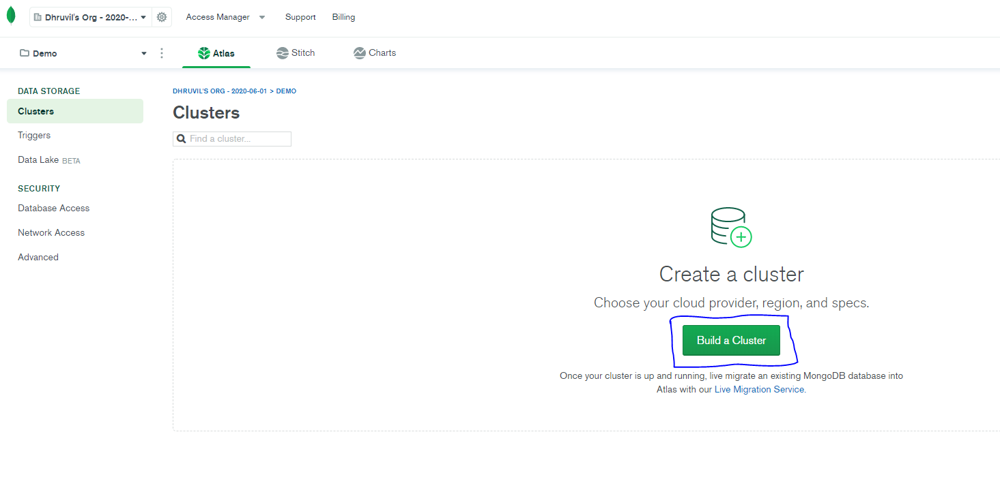 Dhruvil's Org - 2020-...
Access Manager
Support
Billing
Demo
Atlas
Stitch
Charts
DATA STORAGE
Clusters
Triggers
Data Lake BETA
SECURITY
Database Access
Network Access
Advanced
DHRUVIL'S ORG - 2020-06-01 > DEMO
Clusters
Find a cluster...
Create a cluster
Choose your cloud provider, region, and specs.
Build a Cluster
Once your cluster is up and running, live migrate an existing MongoDB database into
Atlas with our Live Migration Service.